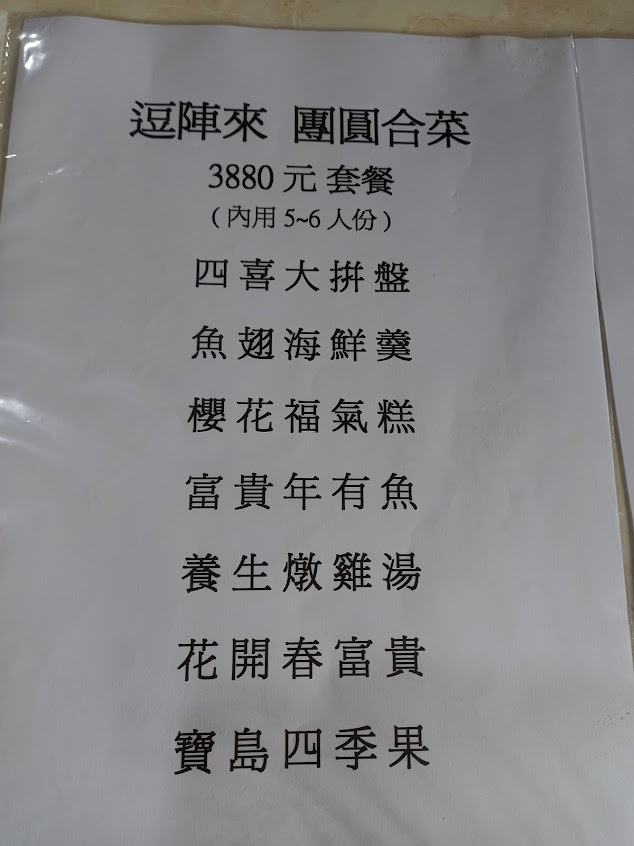 逗陣來 團圓合菜
3880 元 套餐
( 內用 5~6 人份 )
四喜大拼盤
魚翅海鮮羹
櫻花福氣糕
富貴年有魚
養生燉雞湯
花開春富貴
寶島四季果